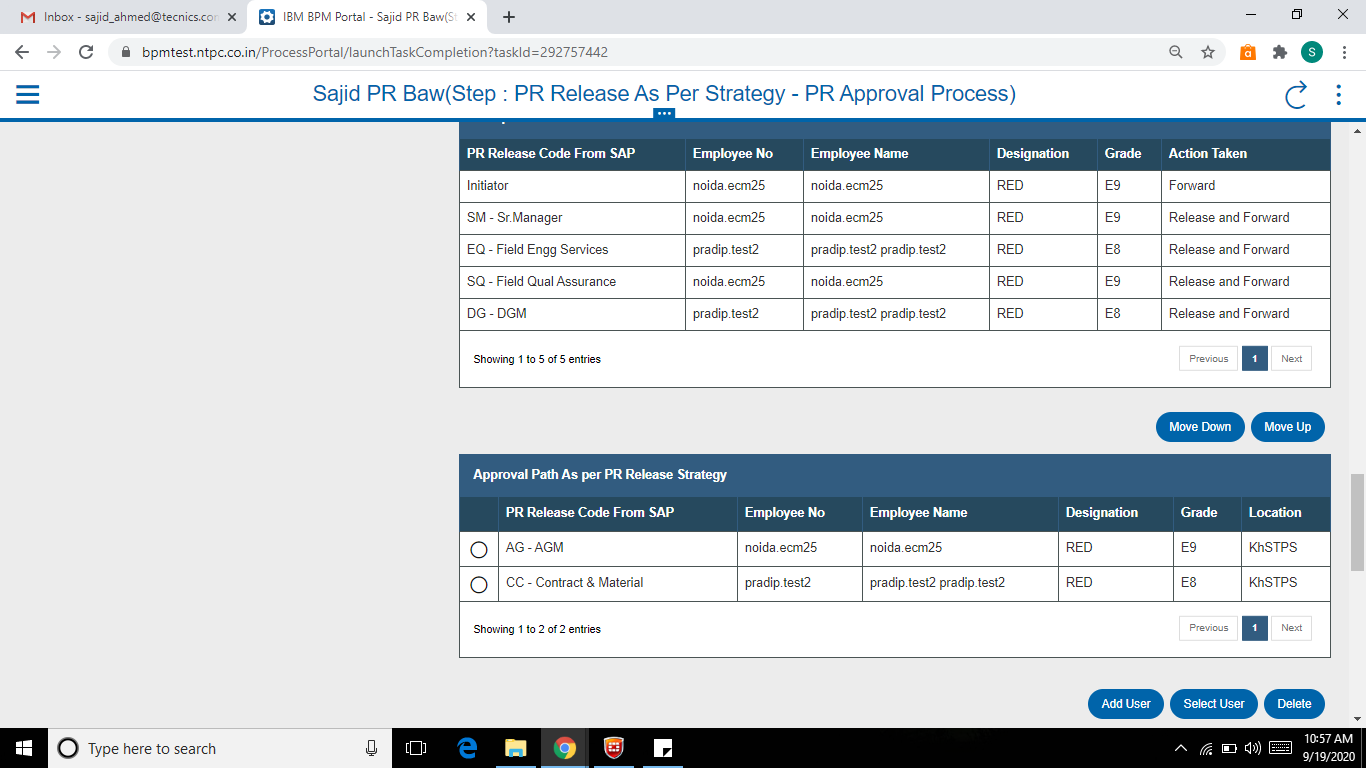 Inbox - sajid_ahmed@tecnics.con
IBM BPM Portal - Sajid PR Baw(St
bpmtest.ntpc.co.in/ProcessPortal/launchTaskCompletion?taskId=292757442
S
Sajid PR Baw(Step : PR Release As Per Strategy - PR Approval Process)
PR Release Code From SAP Employee No Employee Name Designation Grade Action Taken
Initiator noida.ecm25 noida.ecm25 RED E9 Forward
SM - Sr.Manager noida.ecm25 noida.ecm25 RED E9 Release and Forward
EQ - Field Engg Services pradip.test2 pradip.test2 pradip.test2 RED E8 Release and Forward
SQ - Field Qual Assurance noida.ecm25 noida.ecm25 RED E9 Release and Forward
DG - DGM pradip.test2 pradip.test2 pradip.test2 RED E8 Release and Forward
Showing 1 to 5 of 5 entries Previous 1 Next
Move Down Move Up
Approval Path As per PR Release Strategy
PR Release Code From SAP Employee No Employee Name Designation Grade Location
AG - AGM noida.ecm25 noida.ecm25 RED E9 KhSTPS
CC - Contract & Material pradip.test2 pradip.test2 pradip.test2 RED E8 KhSTPS
Showing 1 to 2 of 2 entries Previous 1 Next
Add User Select User Delete
Type here to search
10:57 AM
9/19/2020